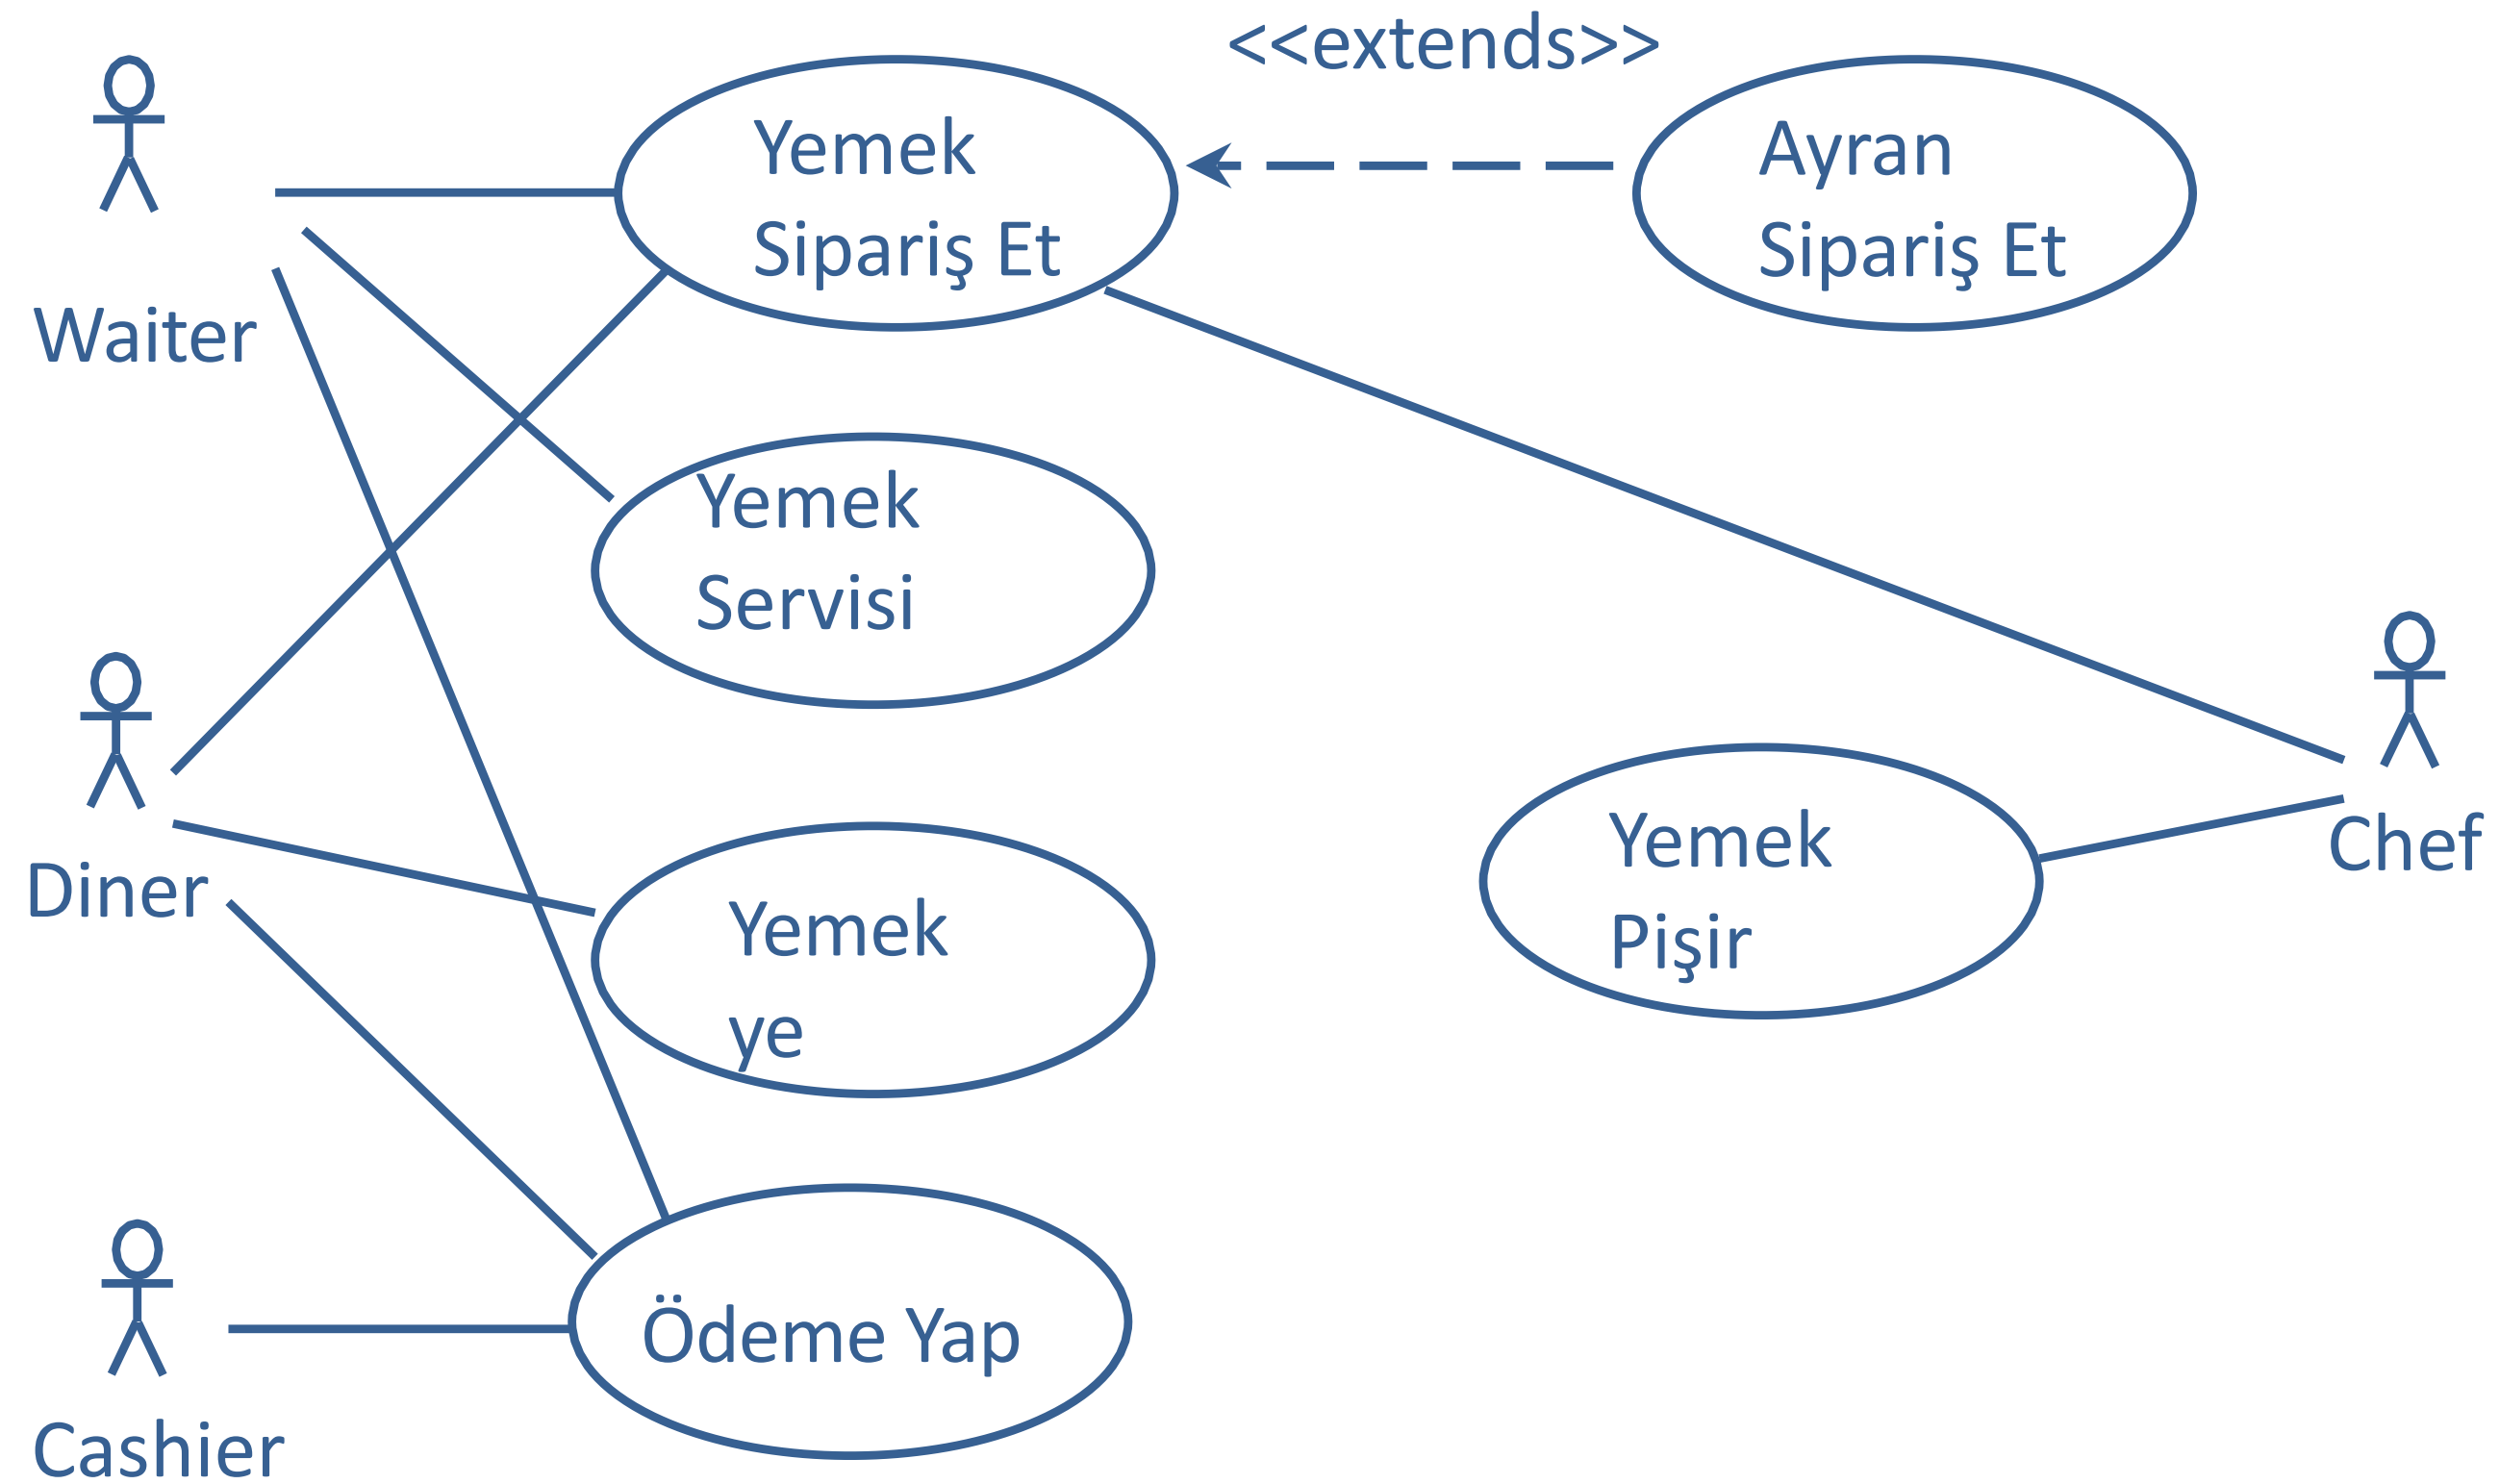 <<extends>>
Yemek
Sipariş Et
Ayran
Sipariş Et
Waiter
Yemek
Servisi
Diner
Yemek
ye
Yemek
Pişir
Chef
Ödeme Yap
Cashier